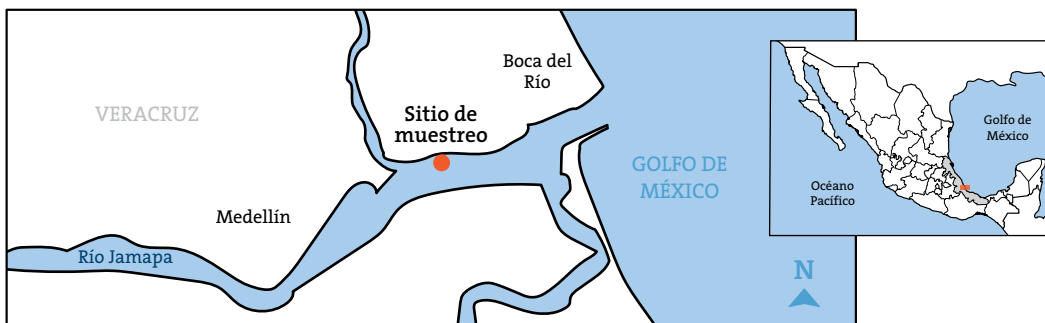 VERACRUZ
Boca del
Río
Sitio de
muestreo
GOLFO DE
MÉXICO
Medellín
Río Jamapa
N
Golfo de
México
Océano
Pacífico